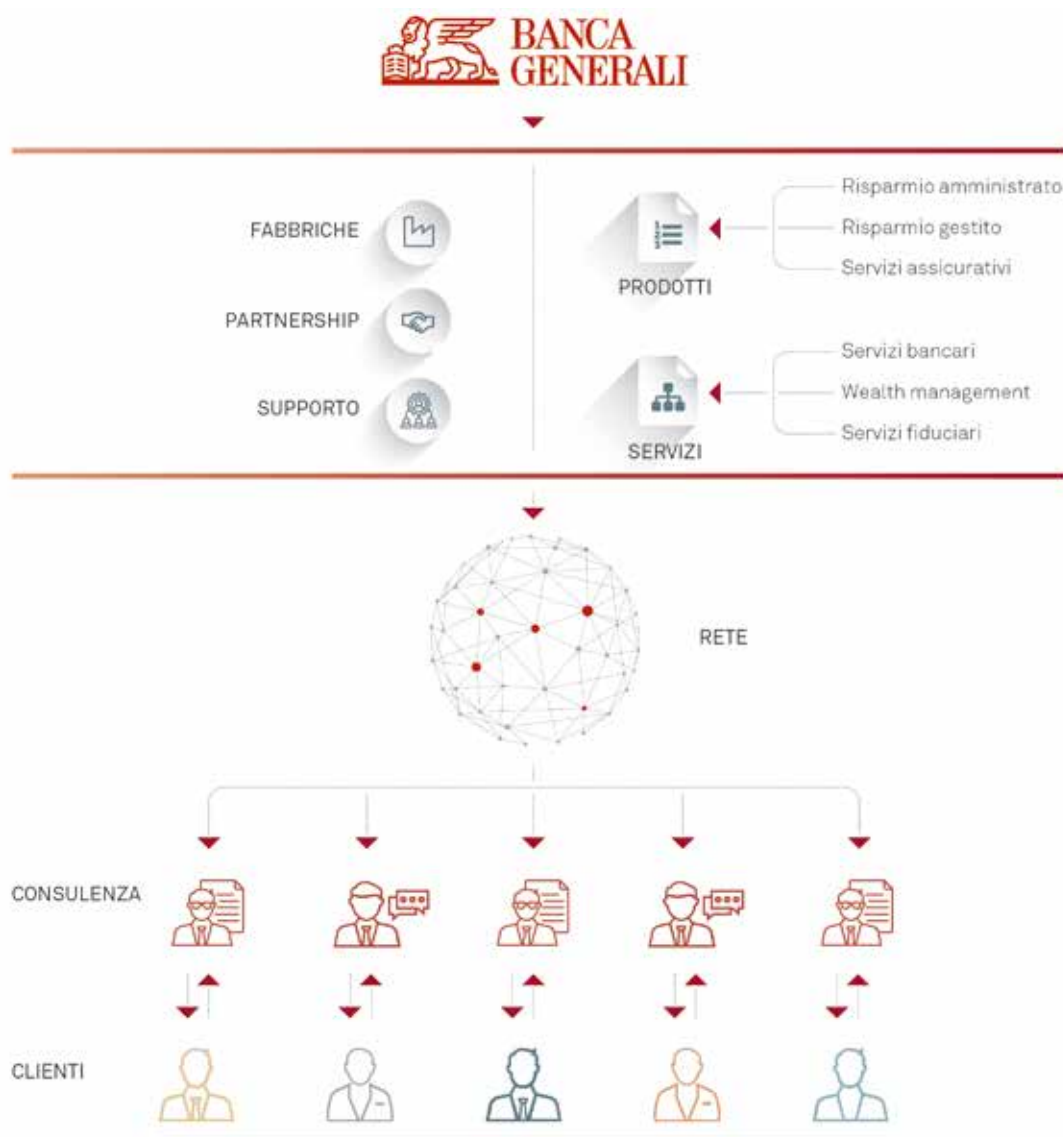 BANCA
GENERALI
FABBRICHE
PARTNERSHIP
SUPPORTO
PRODOTTI
Risparmio amministrato
Risparmio gestito
Servizi assicurativi
SERVIZI
Servizi bancari
Wealth management
Servizi fiduciari
RETE
CONSULENZA
CLIENTI